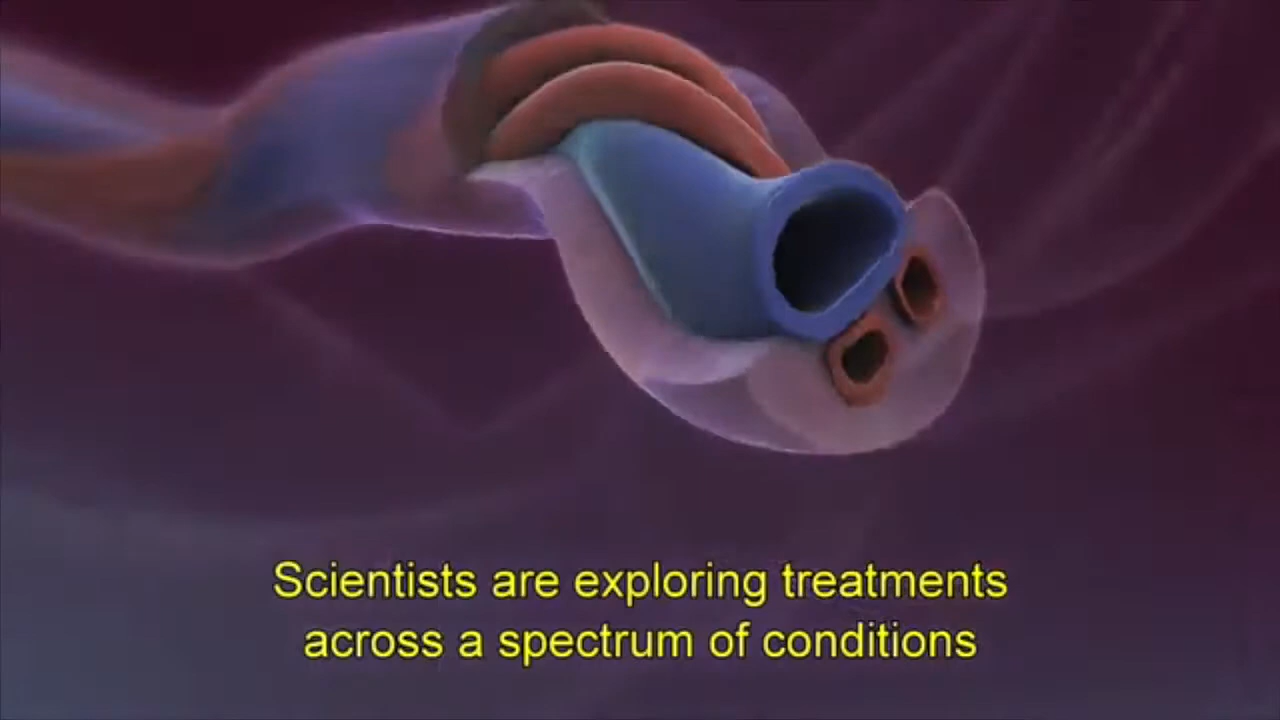 Scientists are exploring treatments
across a spectrum of conditions